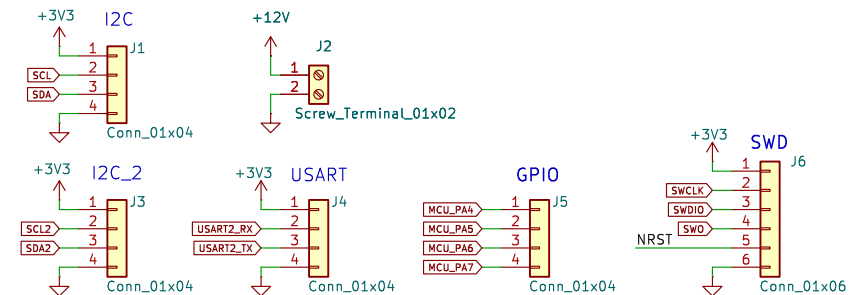 I2C
+3V3
J1
1
SCL 2
SDA 3
4
Conn_01x04
+12V
J2
1
2
Screw_Terminal_01x02
I2C_2
+3V3
J3
1
SCL2 2
SDA2 3
4
Conn_01x04
USART
+3V3
J4
1
USART2_RX 2
USART2_TX 3
4
Conn_01x04
GPIO
J5
MCU_PA4 1
MCU_PA5 2
MCU_PA6 3
MCU_PA7 4
Conn_01x04
SWD
+3V3
J6
1
SWCLK 2
SWDIO 3
SWO 4
NRST 5
6
Conn_01x06